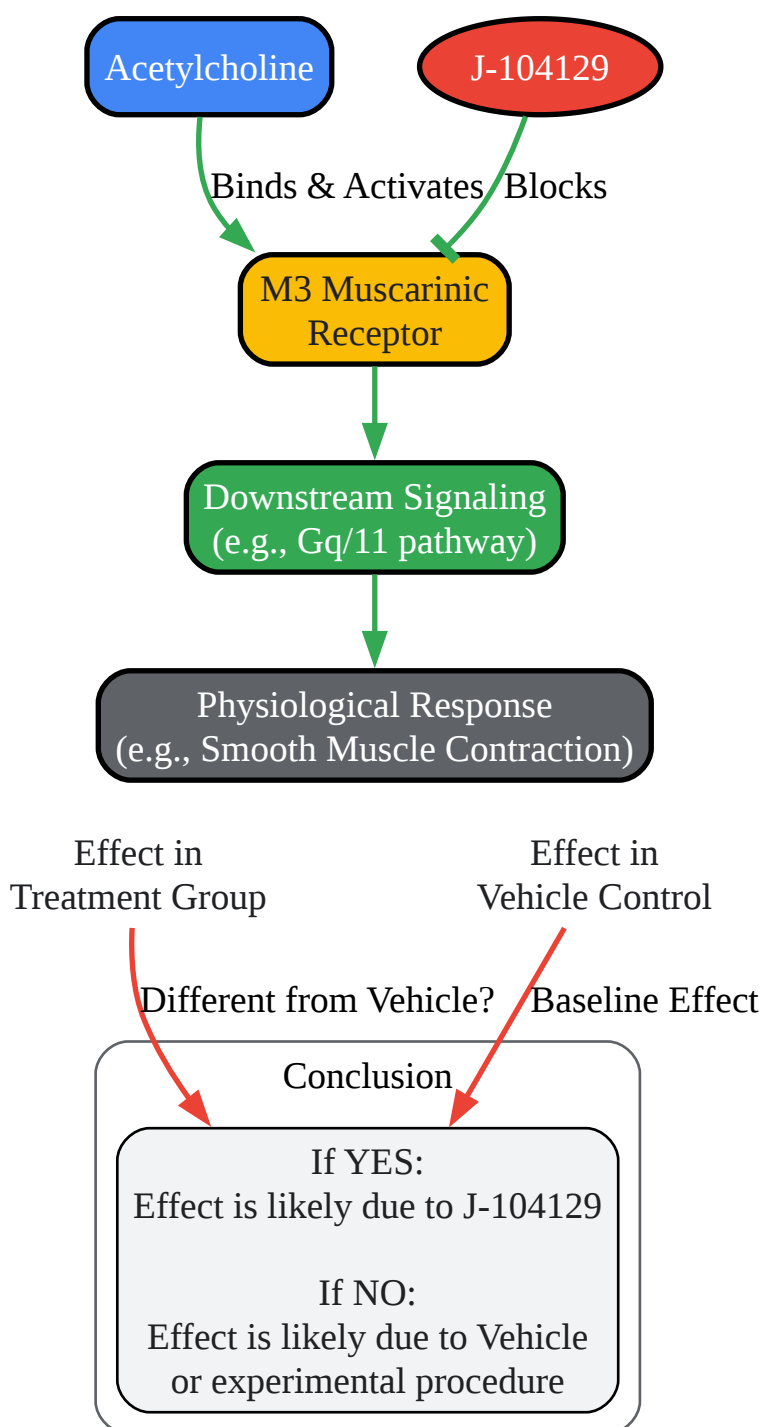 Acetylcholine
J-104129
Binds & Activates
Blocks
M3 Muscarinic
Receptor
Downstream Signaling
(e.g., Gq/11 pathway)
Physiological Response
(e.g., Smooth Muscle Contraction)
Effect in
Treatment Group
Effect in
Vehicle Control
Different from Vehicle?
Baseline Effect
Conclusion
If YES:
Effect is likely due to J-104129
If NO:
Effect is likely due to Vehicle
or experimental procedure